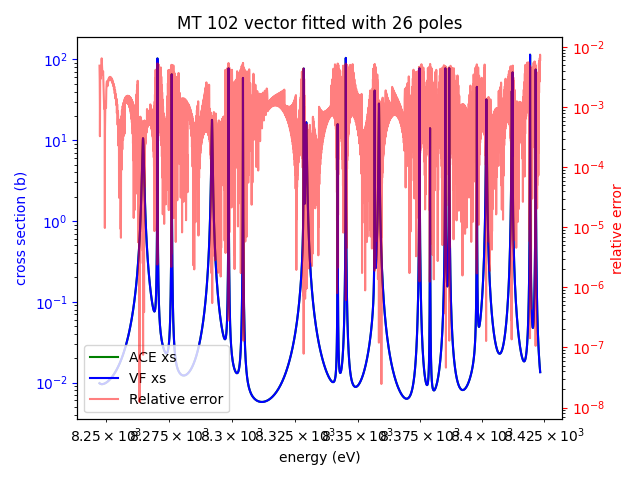 MT 102 vector fitted with 26 poles
cross section (b)
10² 10¹ 10⁰ 10⁻¹ 10⁻²
10⁻² 10⁻³ 10⁻⁴ 10⁻⁵ 10⁻⁶ 10⁻⁷ 10⁻⁸
relative error
ACE xs
VF xs
Relative error
8.25 × 10³ 8.275 × 10³ 8.3 × 10³ 8.325 × 10³ 8.35 × 10³ 8.375 × 10³ 8.4 × 10³ 8.425 × 10³
energy (eV)